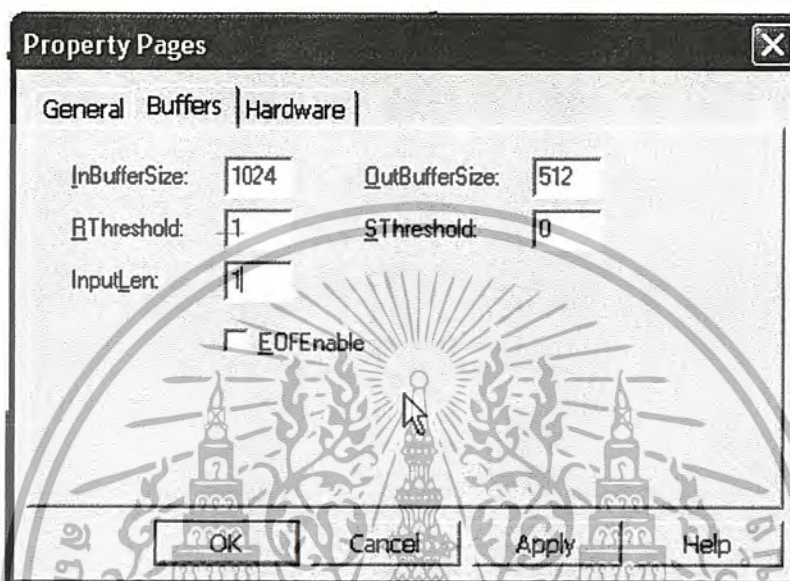 Property Pages
General Buffers Hardware
InBufferSize: 1024 OutBufferSize: 512
RThreshold: 1 SThreshold: 0
InputLen: 1
EOFEnable
OK Cancel Apply Help